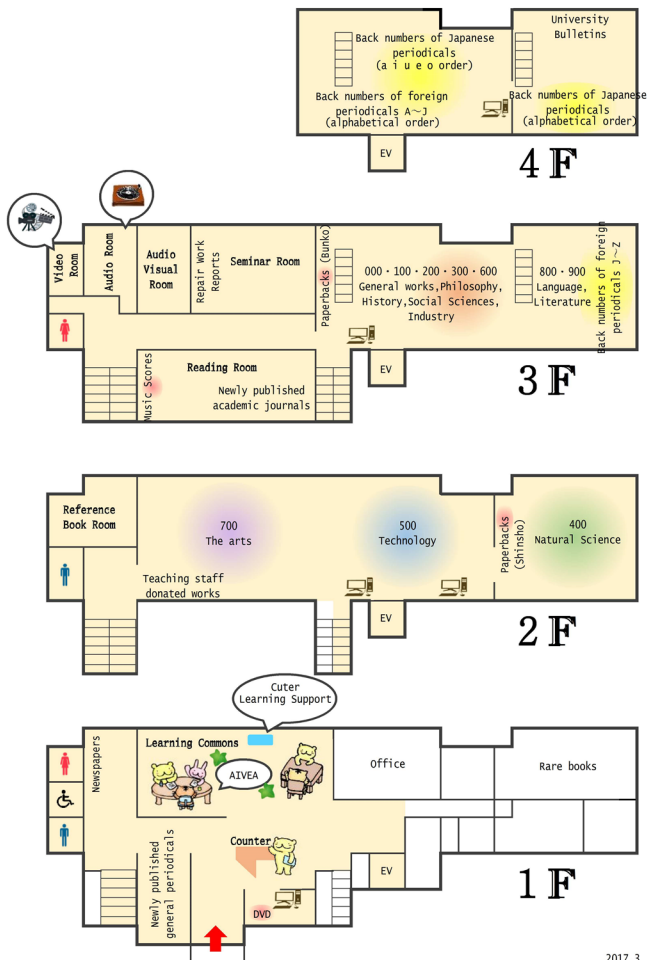 University
Bulletins
Back numbers of Japanese
periodicals
(a i u e o order)
Back numbers of foreign
periodicals A～J
(alphabetical order)
Back numbers of Japanese
periodicals
(alphabetical order)
EV
4 F
Video
Room
Audio Room
Audio
Visual
Room
Repair Work
Reports
Seminar Room
Paperbacks (Bunko)
000・100・200・300・600
General works,Philosophy,
History,Social Sciences,
Industry
800・900
Language,
Literature
Back numbers of foreign
periodicals J～Z
Music Scores
Reading Room
Newly published
academic journals
EV
3 F
Reference
Book Room
700
The arts
500
Technology
Paperbacks
(Shinsho)
400
Natural Science
Teaching staff
donated works
EV
2 F
Cuter
Learning Support
Newspapers
Learning Commons
AIVEA
Office
Rare books
Counter
Newly published
general periodicals
EV
DVD
1 F
2017.3